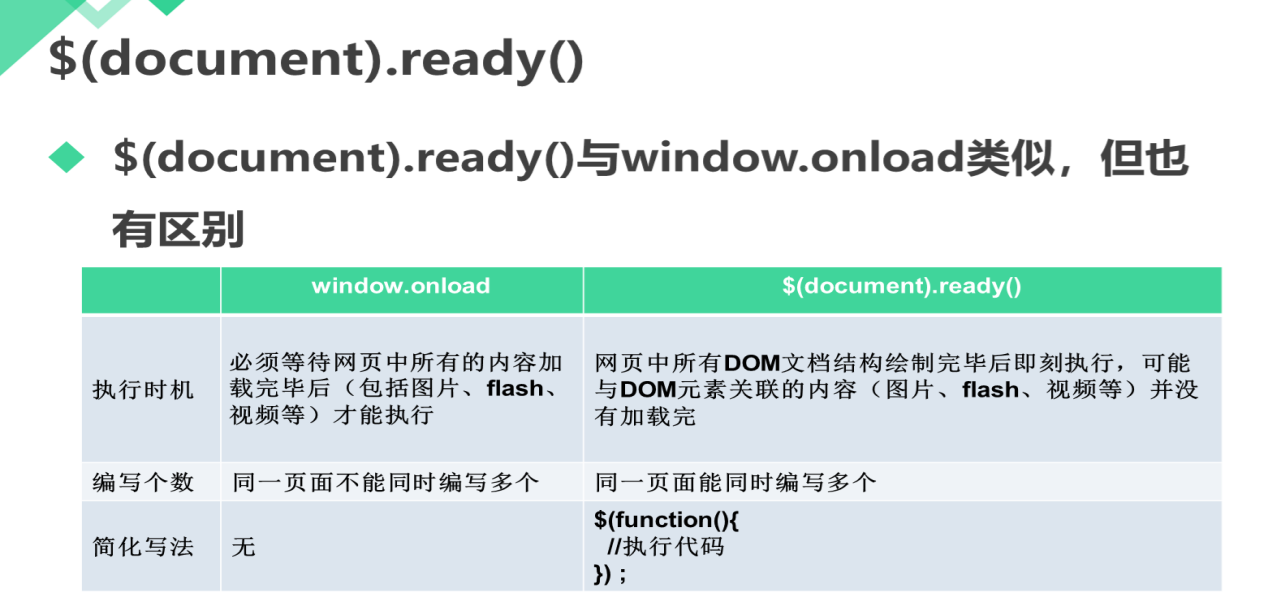 $(document).ready()
$(document).ready()与window.onload类似，但也
有区别
window.onload
$(document).ready()
执行时机
必须等待网页中所有的内容加
载完毕后（包括图片、flash、
视频等）才能执行
网页中所有DOM文档结构绘制完毕后即刻执行，可能
与DOM元素关联的内容（图片、flash、视频等）并没
有加载完
编写个数
同一页面不能同时编写多个
同一页面能同时编写多个
简化写法
无
$(function(){
//执行代码
}) ;